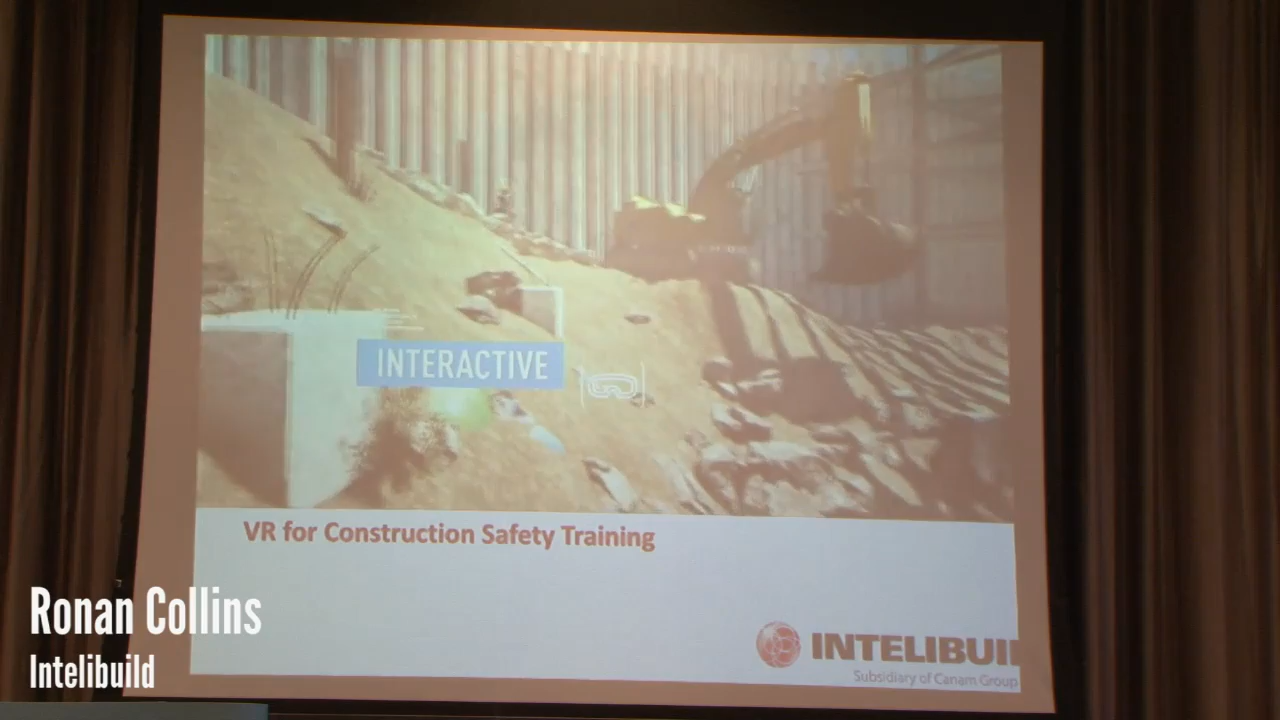 INTERACTIVE
VR for Construction Safety Training
Ronan Collins
Intelibuild
INTELIBUIL
Subsidiary of Canam Group